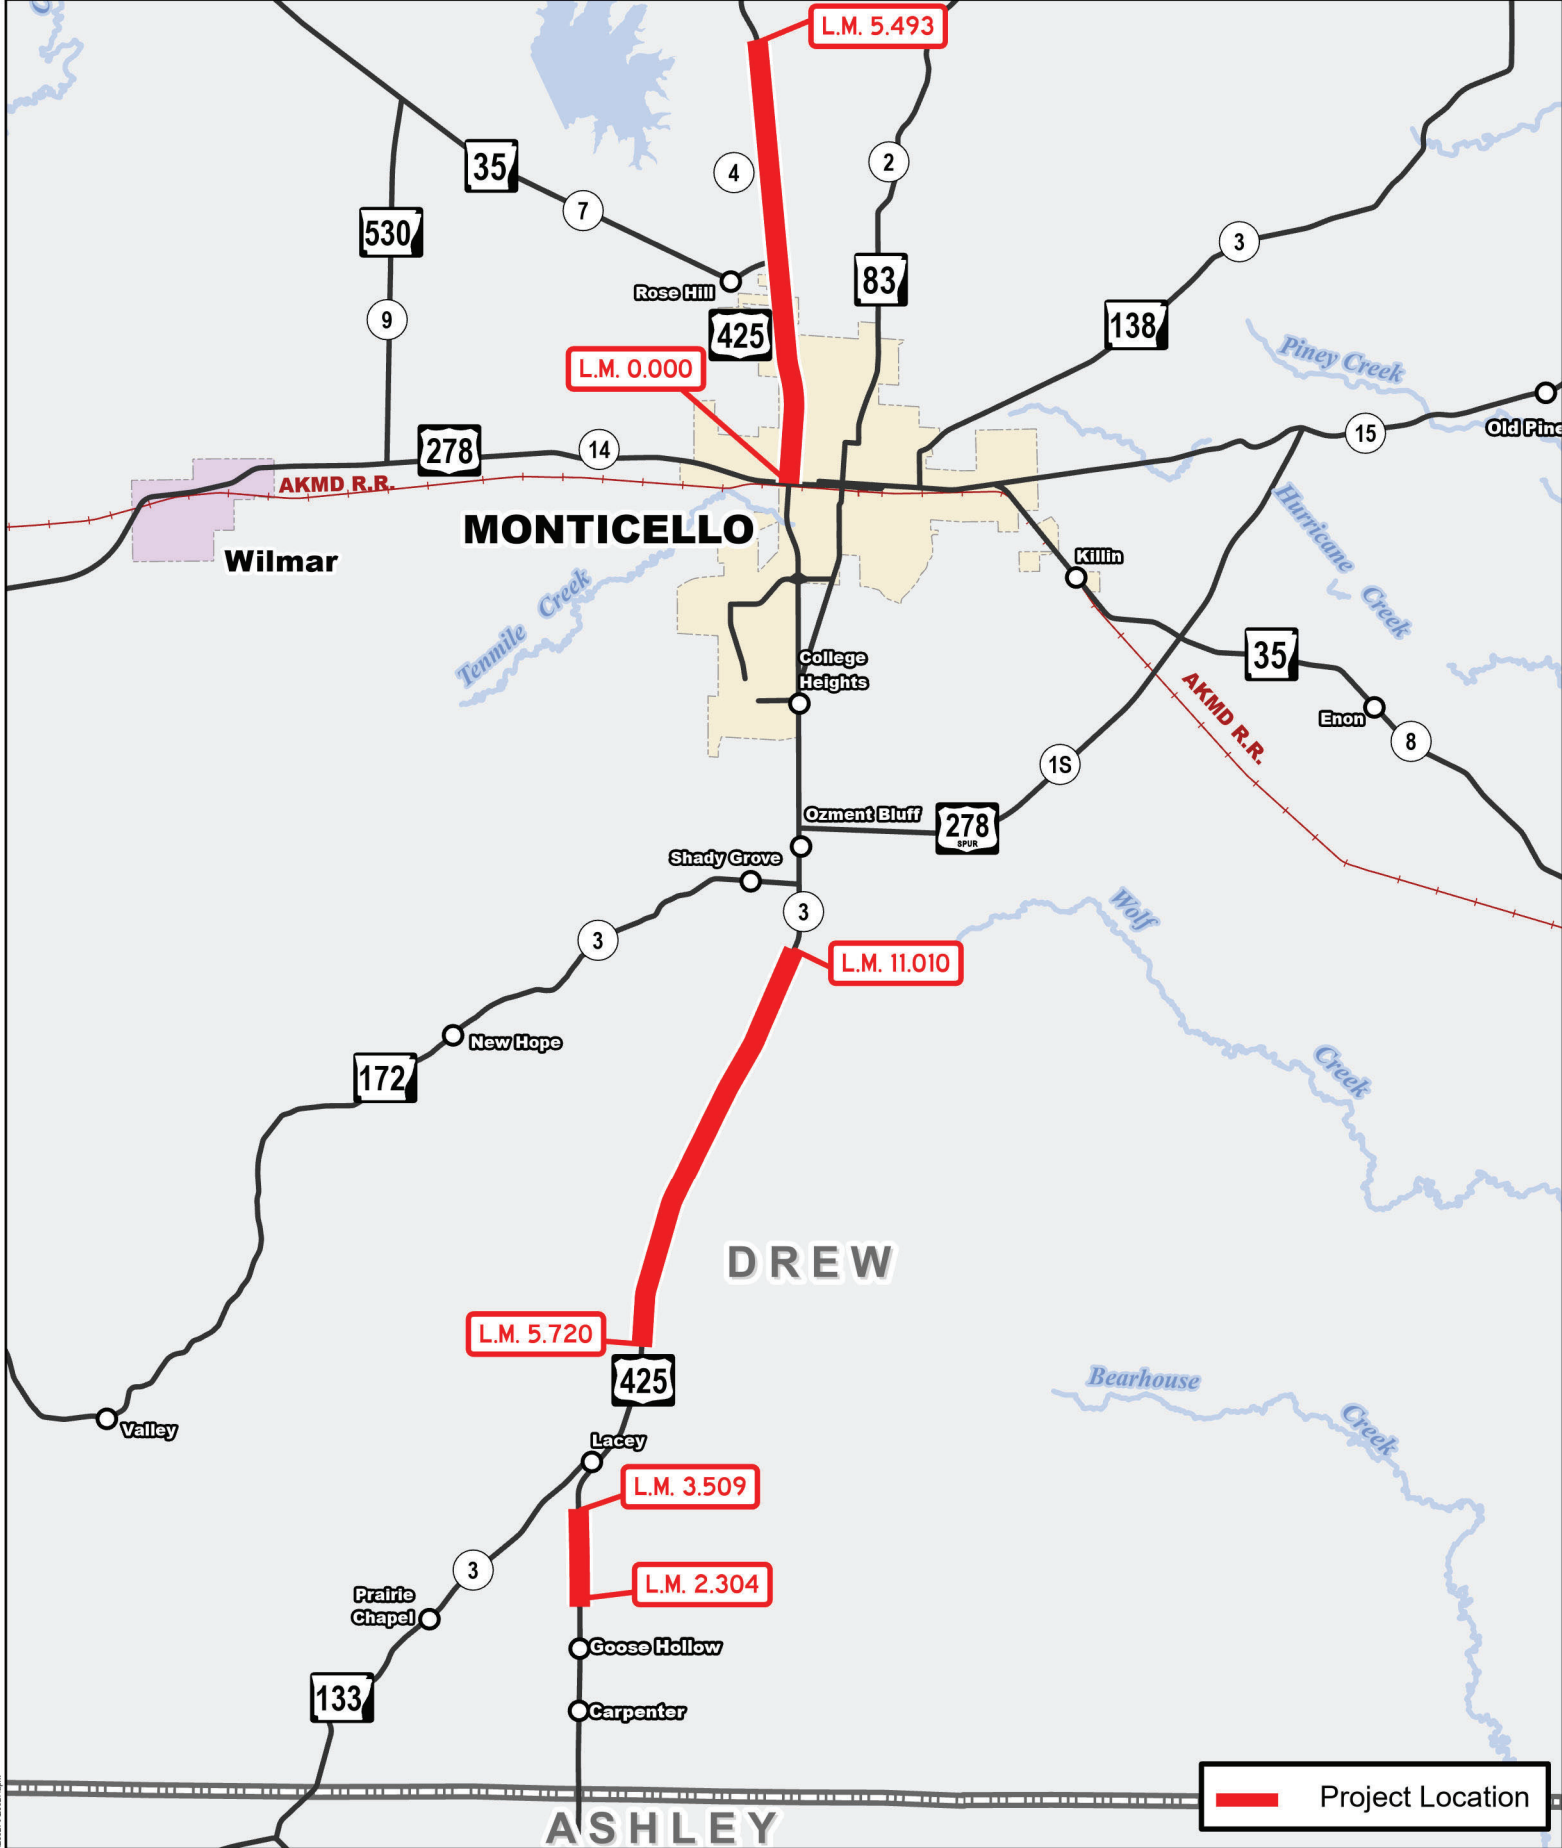 L.M. 5.493
35
4
2
7
530
3
83
Rose Hill
138
9
425
L.M. 0.000
Piney Creek
Old Pine
15
278
14
AKMD R.R.
MONTICELLO
Wilmar
Hurricane
Creek
Killin
Tenmile Creek
College
Heights
35
AKMD R.R.
Enon
8
1S
Ozment Bluff
278
SPUR
Shady Grove
3
3
Wolf
Creek
L.M. 11.010
New Hope
172
DREW
L.M. 5.720
425
Bearhouse
Creek
Valley
Lacey
L.M. 3.509
3
L.M. 2.304
Prairie
Chapel
Goose Hollow
133
Carpenter
Project Location
ASHLEY